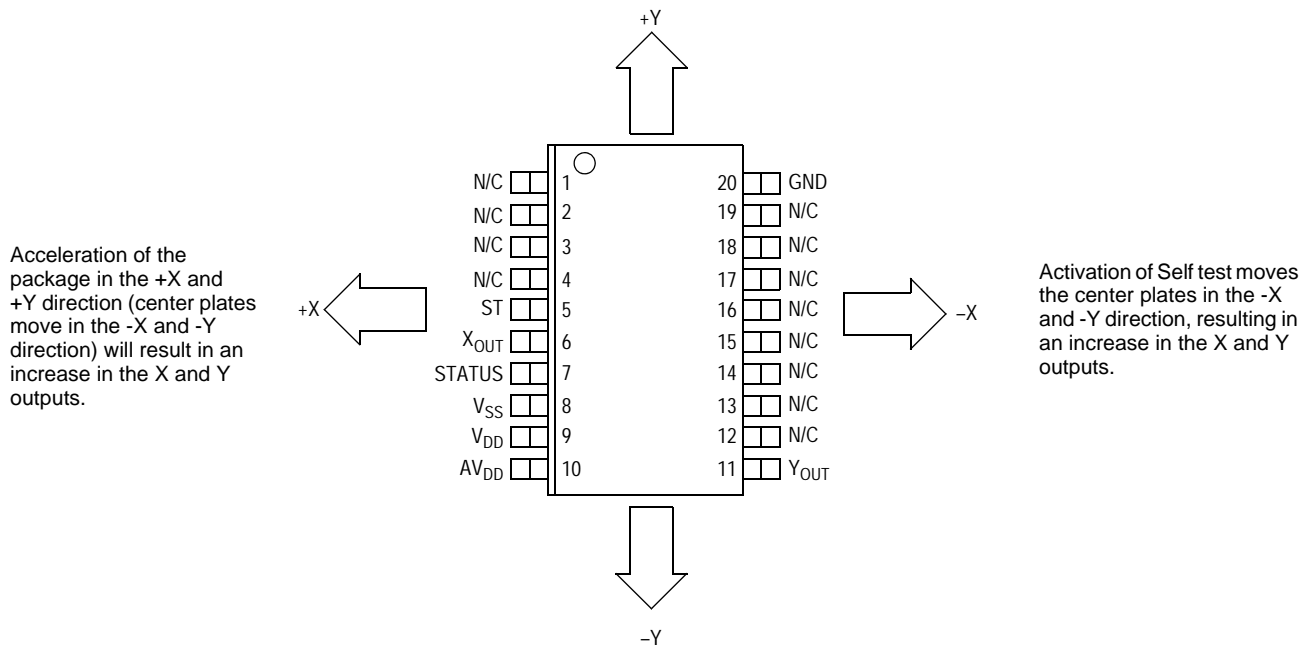 +Y
N/C 1
N/C 2
N/C 3
N/C 4
ST 5
XOUT 6
STATUS 7
VSS 8
VDD 9
AVDD 10
20 GND
19 N/C
18 N/C
17 N/C
16 N/C
15 N/C
14 N/C
13 N/C
12 N/C
11 YOUT
Acceleration of the
package in the +X and
+Y direction (center plates
move in the -X and -Y
direction) will result in an
increase in the X and Y
outputs.
+X
–X
Activation of Self test moves
the center plates in the -X
and -Y direction, resulting in
an increase in the X and Y
outputs.
–Y